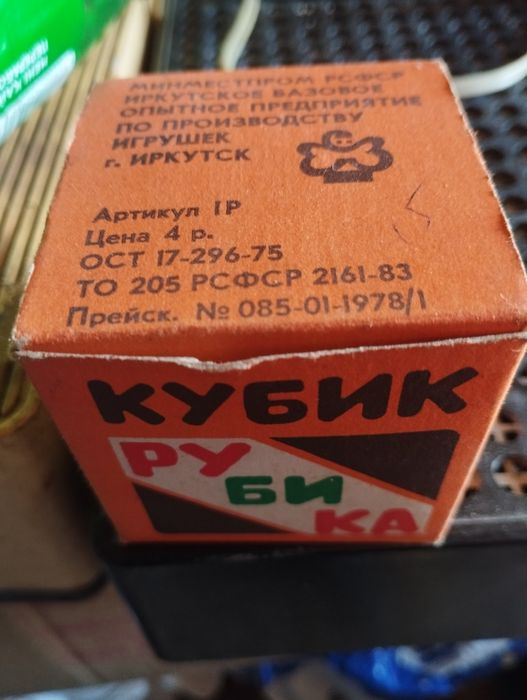 МИНМЕСТПРОМ РСФСР
ИРКУТСКОЕ БАЗОВОЕ
ОПЫТНОЕ ПРЕДПРИЯТИЕ
ПО ПРОИЗВОДСТВУ
ИГРУШЕК
г. ИРКУТСК
Артикул 1Р
Цена 4 р.
ОСТ 17-296-75
ТО 205 РСФСР 2161-83
Прейск. № 085-01-1978/1
КУБИК
РУ
БИ
КА